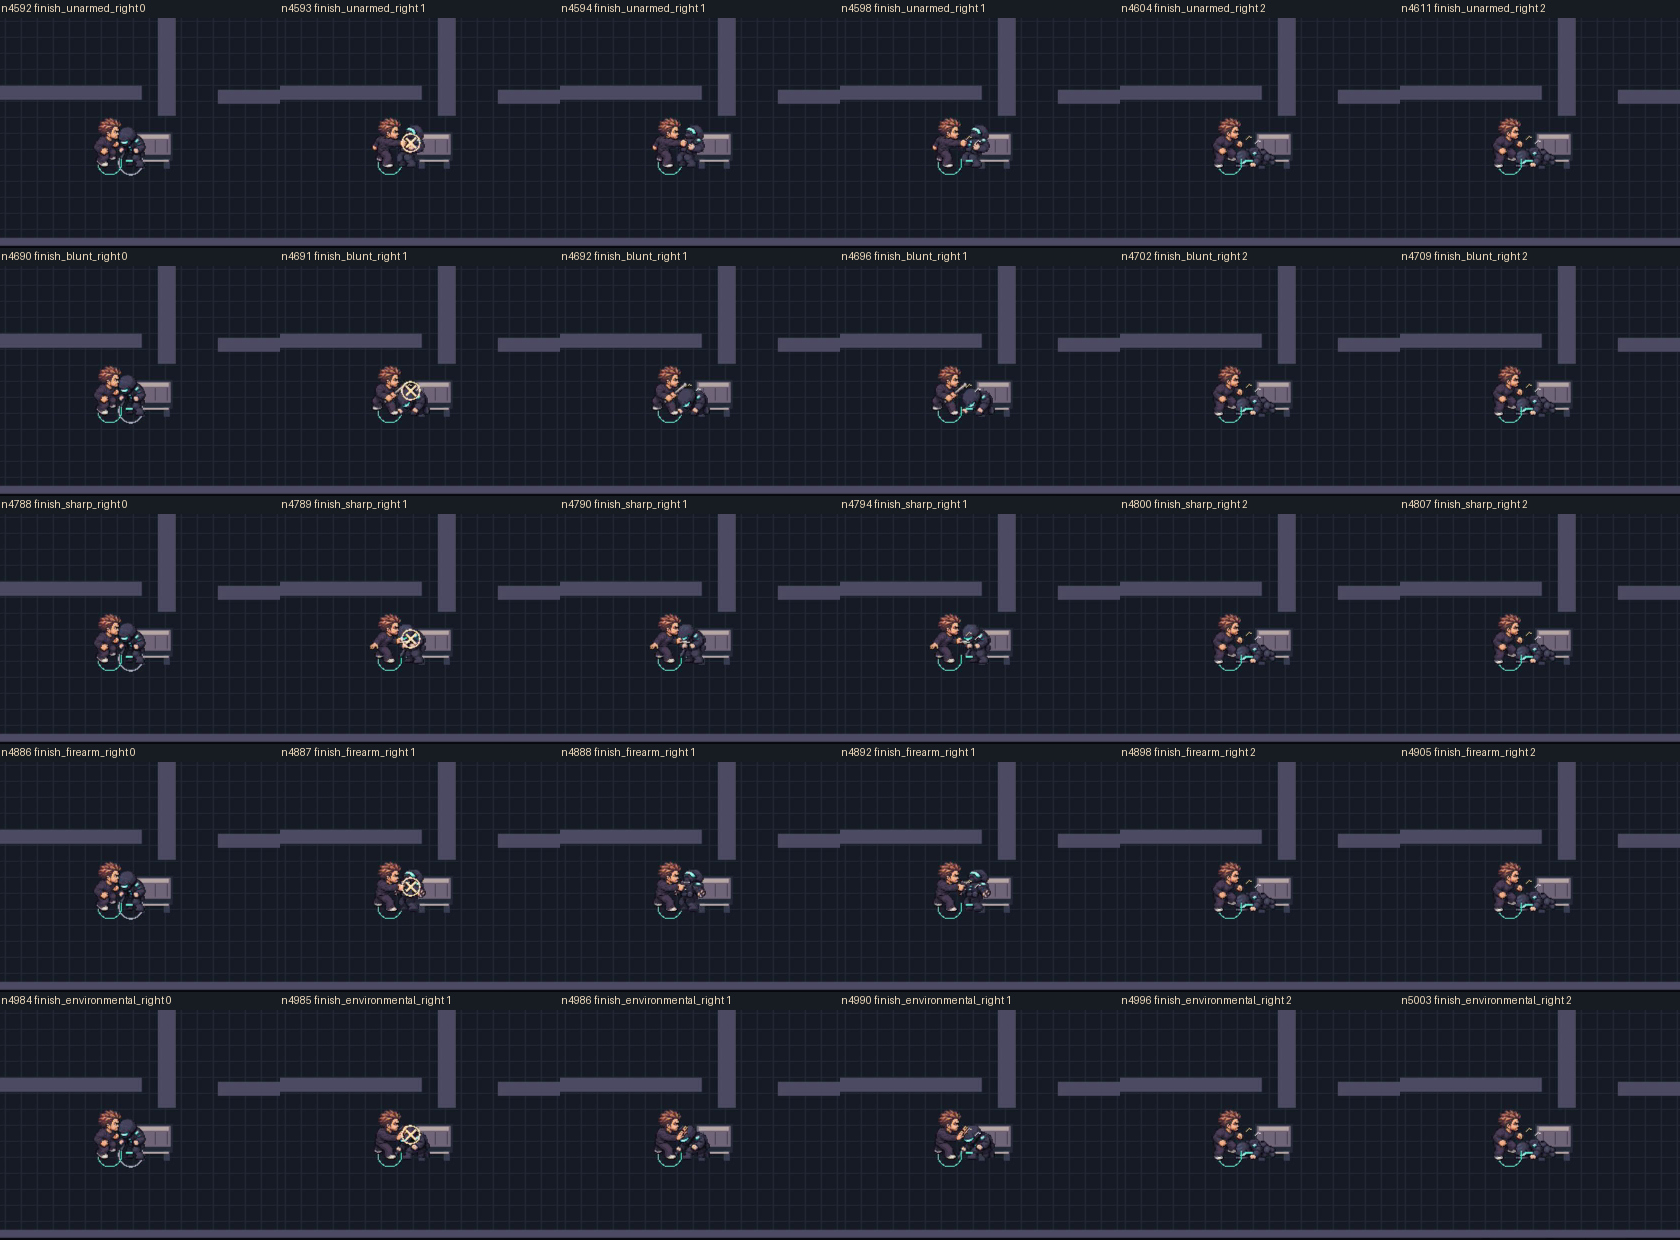 n4592 finish_unarmed_right 0
n4593 finish_unarmed_right 1
n4594 finish_unarmed_right 1
n4598 finish_unarmed_right 1
n4604 finish_unarmed_right 2
n4611 finish_unarmed_right 2
n4690 finish_blunt_right 0
n4691 finish_blunt_right 1
n4692 finish_blunt_right 1
n4696 finish_blunt_right 1
n4702 finish_blunt_right 2
n4709 finish_blunt_right 2
n4788 finish_sharp_right 0
n4789 finish_sharp_right 1
n4790 finish_sharp_right 1
n4794 finish_sharp_right 1
n4800 finish_sharp_right 2
n4807 finish_sharp_right 2
n4886 finish_firearm_right 0
n4887 finish_firearm_right 1
n4888 finish_firearm_right 1
n4892 finish_firearm_right 1
n4898 finish_firearm_right 2
n4905 finish_firearm_right 2
n4984 finish_environmental_right 0
n4985 finish_environmental_right 1
n4986 finish_environmental_right 1
n4990 finish_environmental_right 1
n4996 finish_environmental_right 2
n5003 finish_environmental_right 2